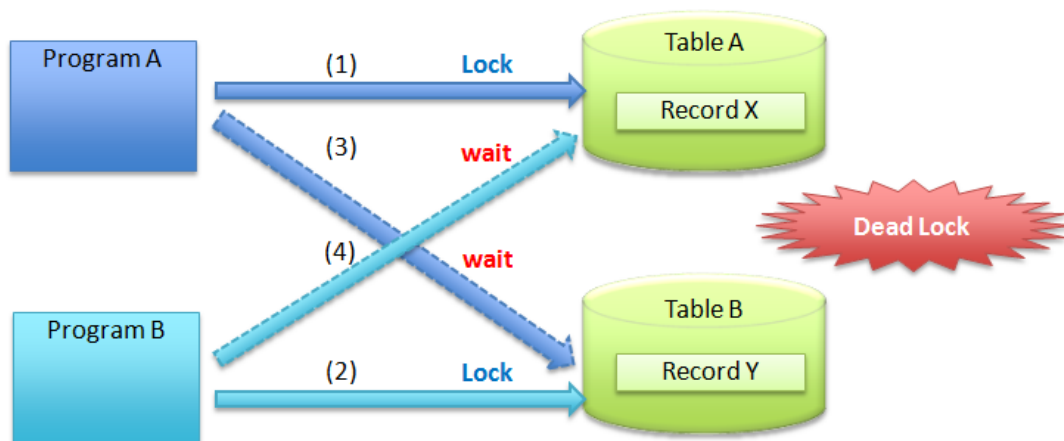 Program A
(1)
Lock
Table A
Record X
(3)
wait
Dead Lock
(4)
wait
Program B
(2)
Lock
Table B
Record Y